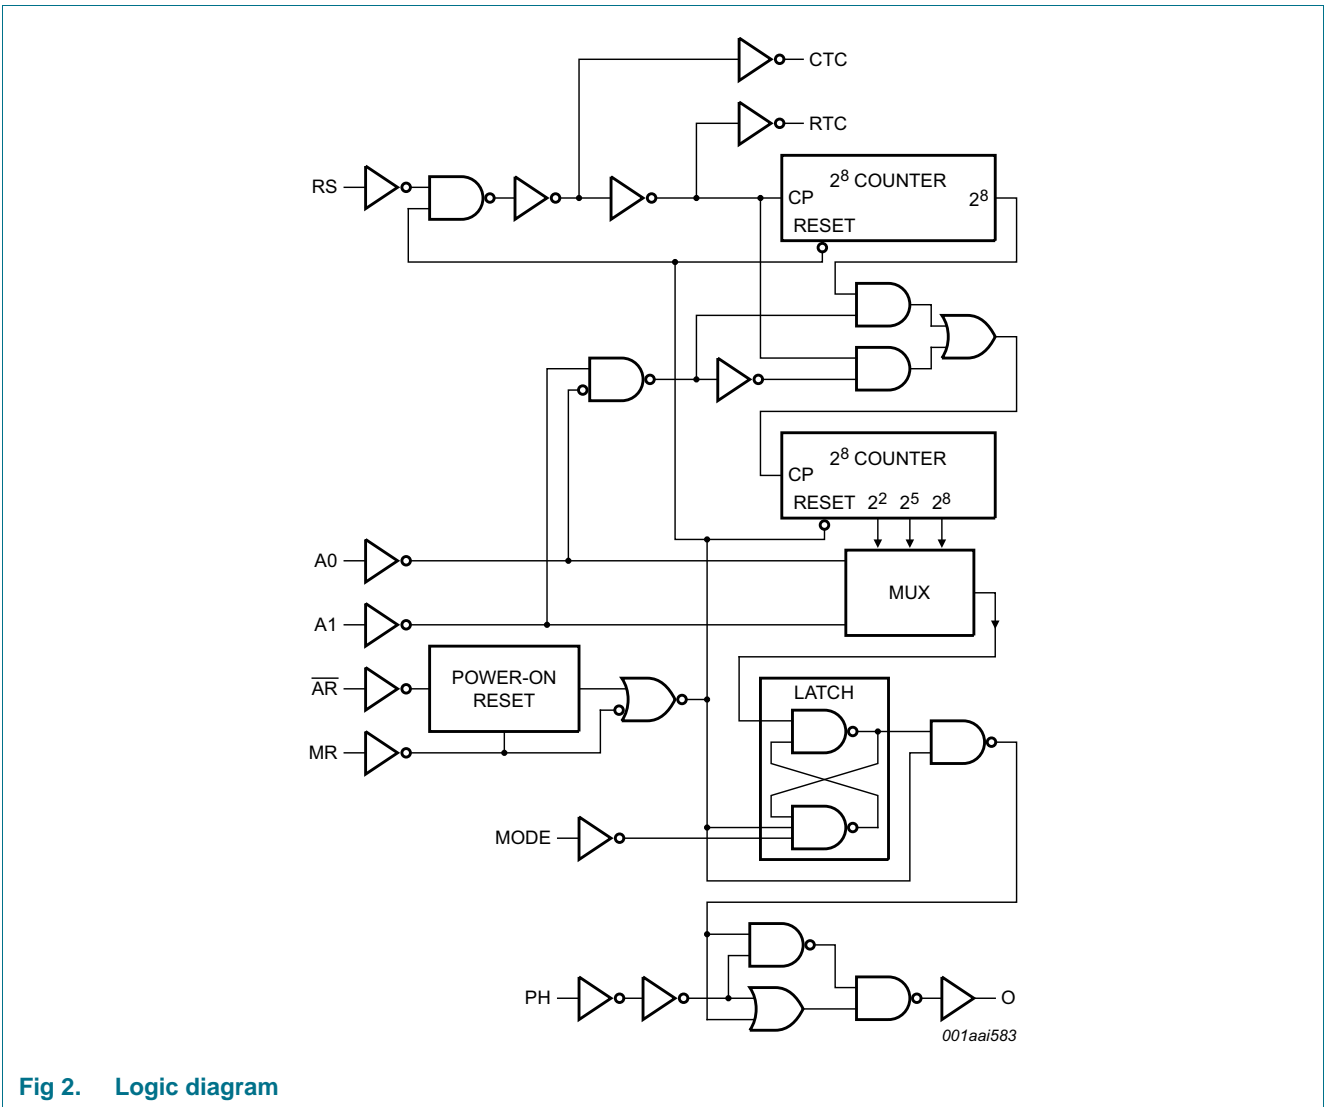 CTC
RTC
RS
2⁸ COUNTER
CP
2⁸
RESET
2⁸ COUNTER
CP
RESET 2² 2⁵ 2⁸
A0
MUX
A1
A̅R̅
POWER-ON
RESET
LATCH
MR
MODE
PH
O
001aai583
Fig 2. Logic diagram